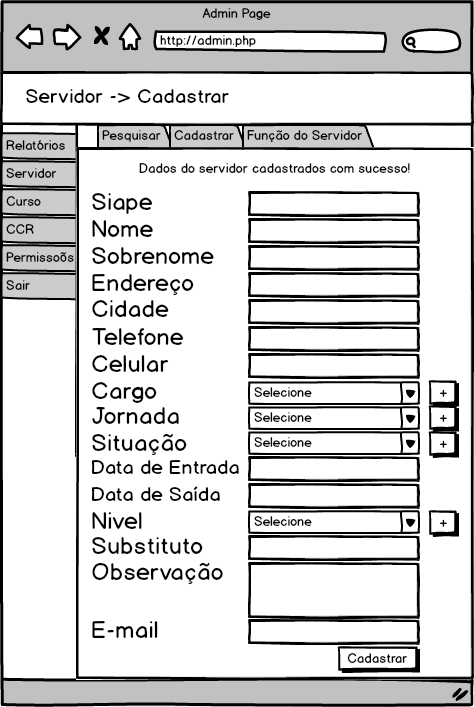 Admin Page
http://admin.php
Servidor -> Cadastrar
Pesquisar Cadastrar Função do Servidor
Relatórios
Servidor
Curso
CCR
Permissoõs
Sair
Dados do servidor cadastrados com sucesso!
Siape
Nome
Sobrenome
Endereço
Cidade
Telefone
Celular
Cargo Selecione +
Jornada Selecione +
Situação Selecione +
Data de Entrada
Data de Saída
Nivel Selecione +
Substituto
Observação
E-mail
Cadastrar